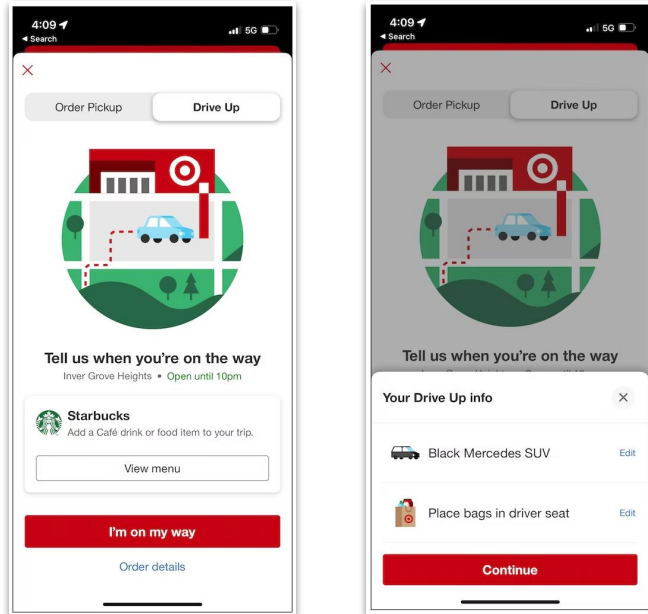 4:09
5G
◄ Search
Order Pickup
Drive Up
Tell us when you're on the way
Inver Grove Heights • Open until 10pm
Starbucks
Add a Café drink or food item to your trip.
View menu
I'm on my way
Order details
4:09
5G
◄ Search
Order Pickup
Drive Up
Tell us when you're on the way
Your Drive Up info
Black Mercedes SUV
Edit
Place bags in driver seat
Edit
Continue